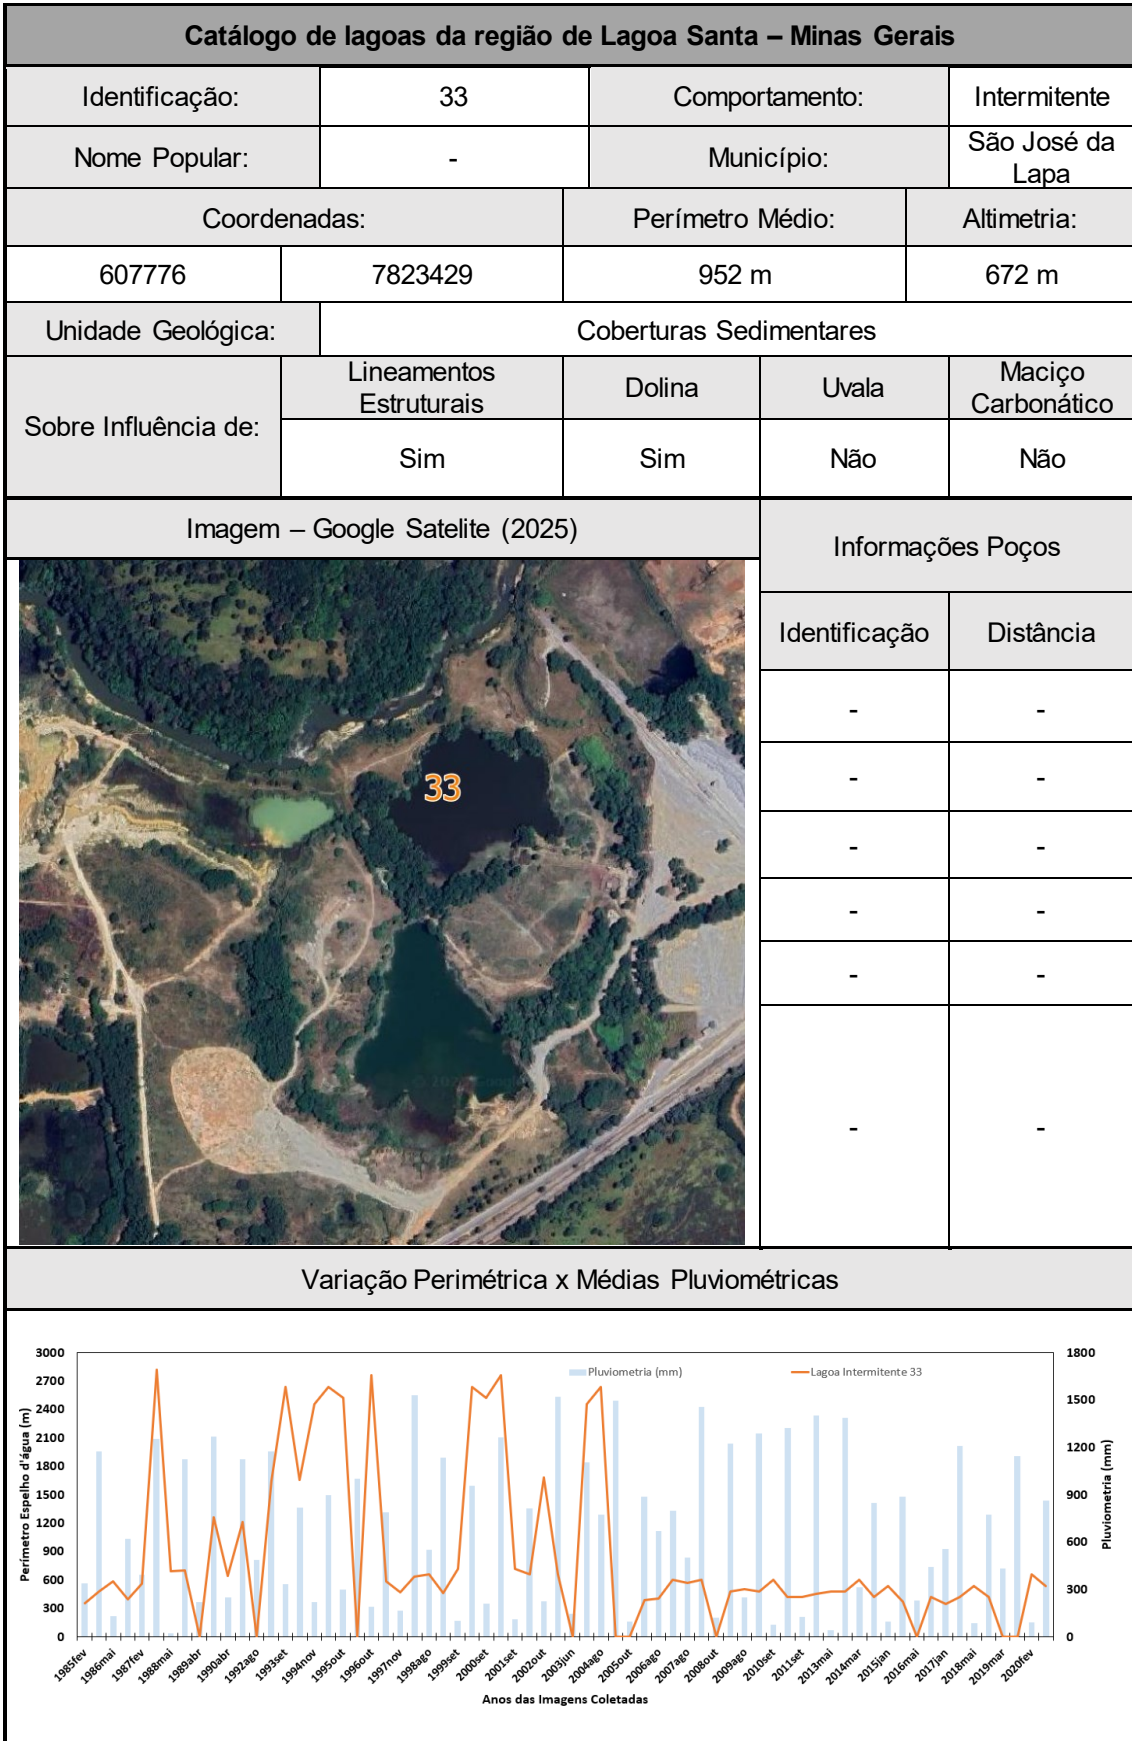 Catálogo de lagoas da região de Lagoa Santa – Minas Gerais
Identificação: 33 Comportamento: Intermitente
Nome Popular: - Município: São José da
Lapa
Coordenadas: Perímetro Médio: Altimetria:
607776 7823429 952 m 672 m
Unidade Geológica: Coberturas Sedimentares
Sobre Influência de:
Lineamentos
Estruturais
Dolina Uvala
Maciço
Carbonático
Sim Sim Não Não
Imagem – Google Satelite (2025)
Informações Poços
Identificação Distância
33
- -
- -
- -
- -
- -
- -
Variação Perimétrica x Médias Pluviométricas
Pluviometria (mm) Lagoa Intermitente 33
Perímetro Espelho d'água (m)
3000
2700
2400
2100
1800
1500
1200
900
600
300
0
1800
1500
1200
900
600
300
0
Pluviometria (mm)
1985fev 1986mai 1987fev 1988mai 1989abr 1990abr 1992ago 1993set 1994nov 1995out 1996out 1997nov 1998ago 1999set 2000set 2001set 2002out 2003jun 2004ago 2005out 2006ago 2007ago 2008out 2009ago 2010set 2011set 2013mai 2014mar 2015jan 2016mai 2017jan 2018mai 2019mar 2020fev
Anos das Imagens Coletadas